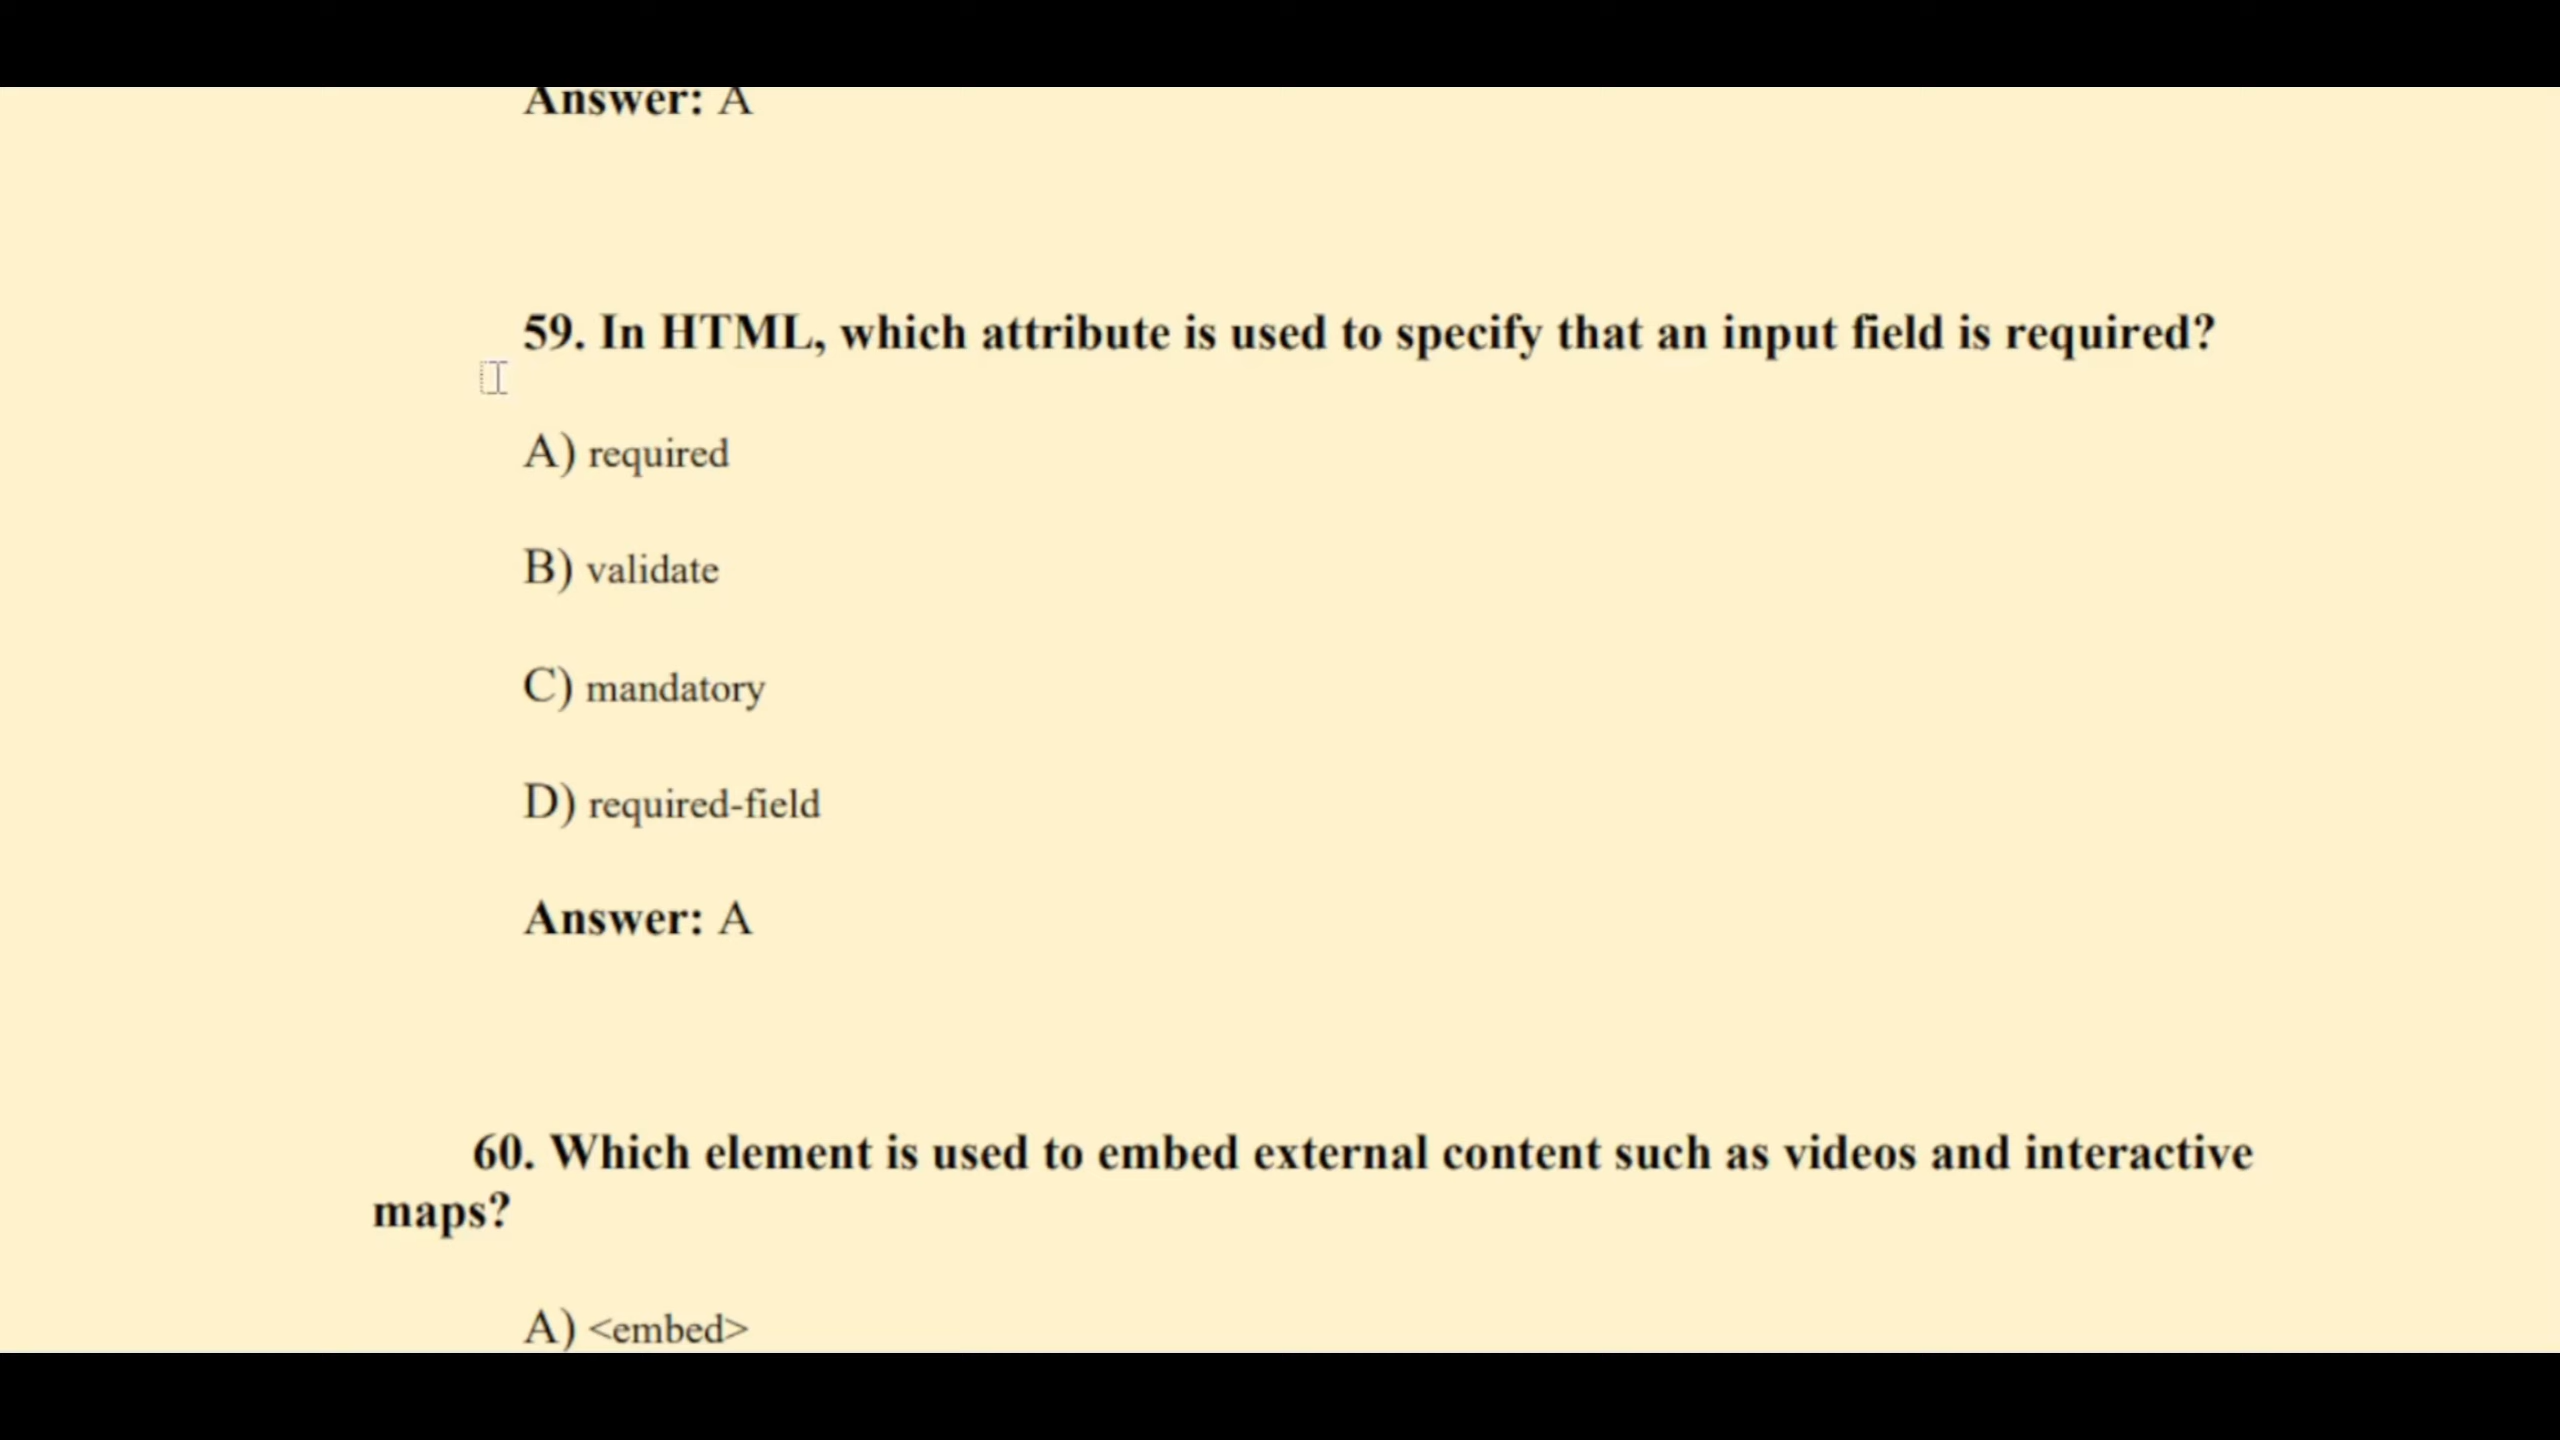 Answer: A
59. In HTML, which attribute is used to specify that an input field is required?
A) required
B) validate
C) mandatory
D) required-field
Answer: A
60. Which element is used to embed external content such as videos and interactive
maps?
A) <embed>